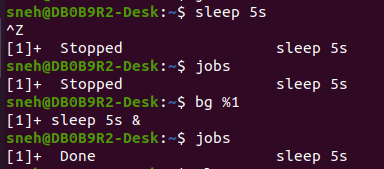 sneh@DB0B9R2-Desk:~$ sleep 5s
^Z
[1]+  Stopped                 sleep 5s
sneh@DB0B9R2-Desk:~$ jobs
[1]+  Stopped                 sleep 5s
sneh@DB0B9R2-Desk:~$ bg %1
[1]+ sleep 5s &
sneh@DB0B9R2-Desk:~$ jobs
[1]+  Done                    sleep 5s